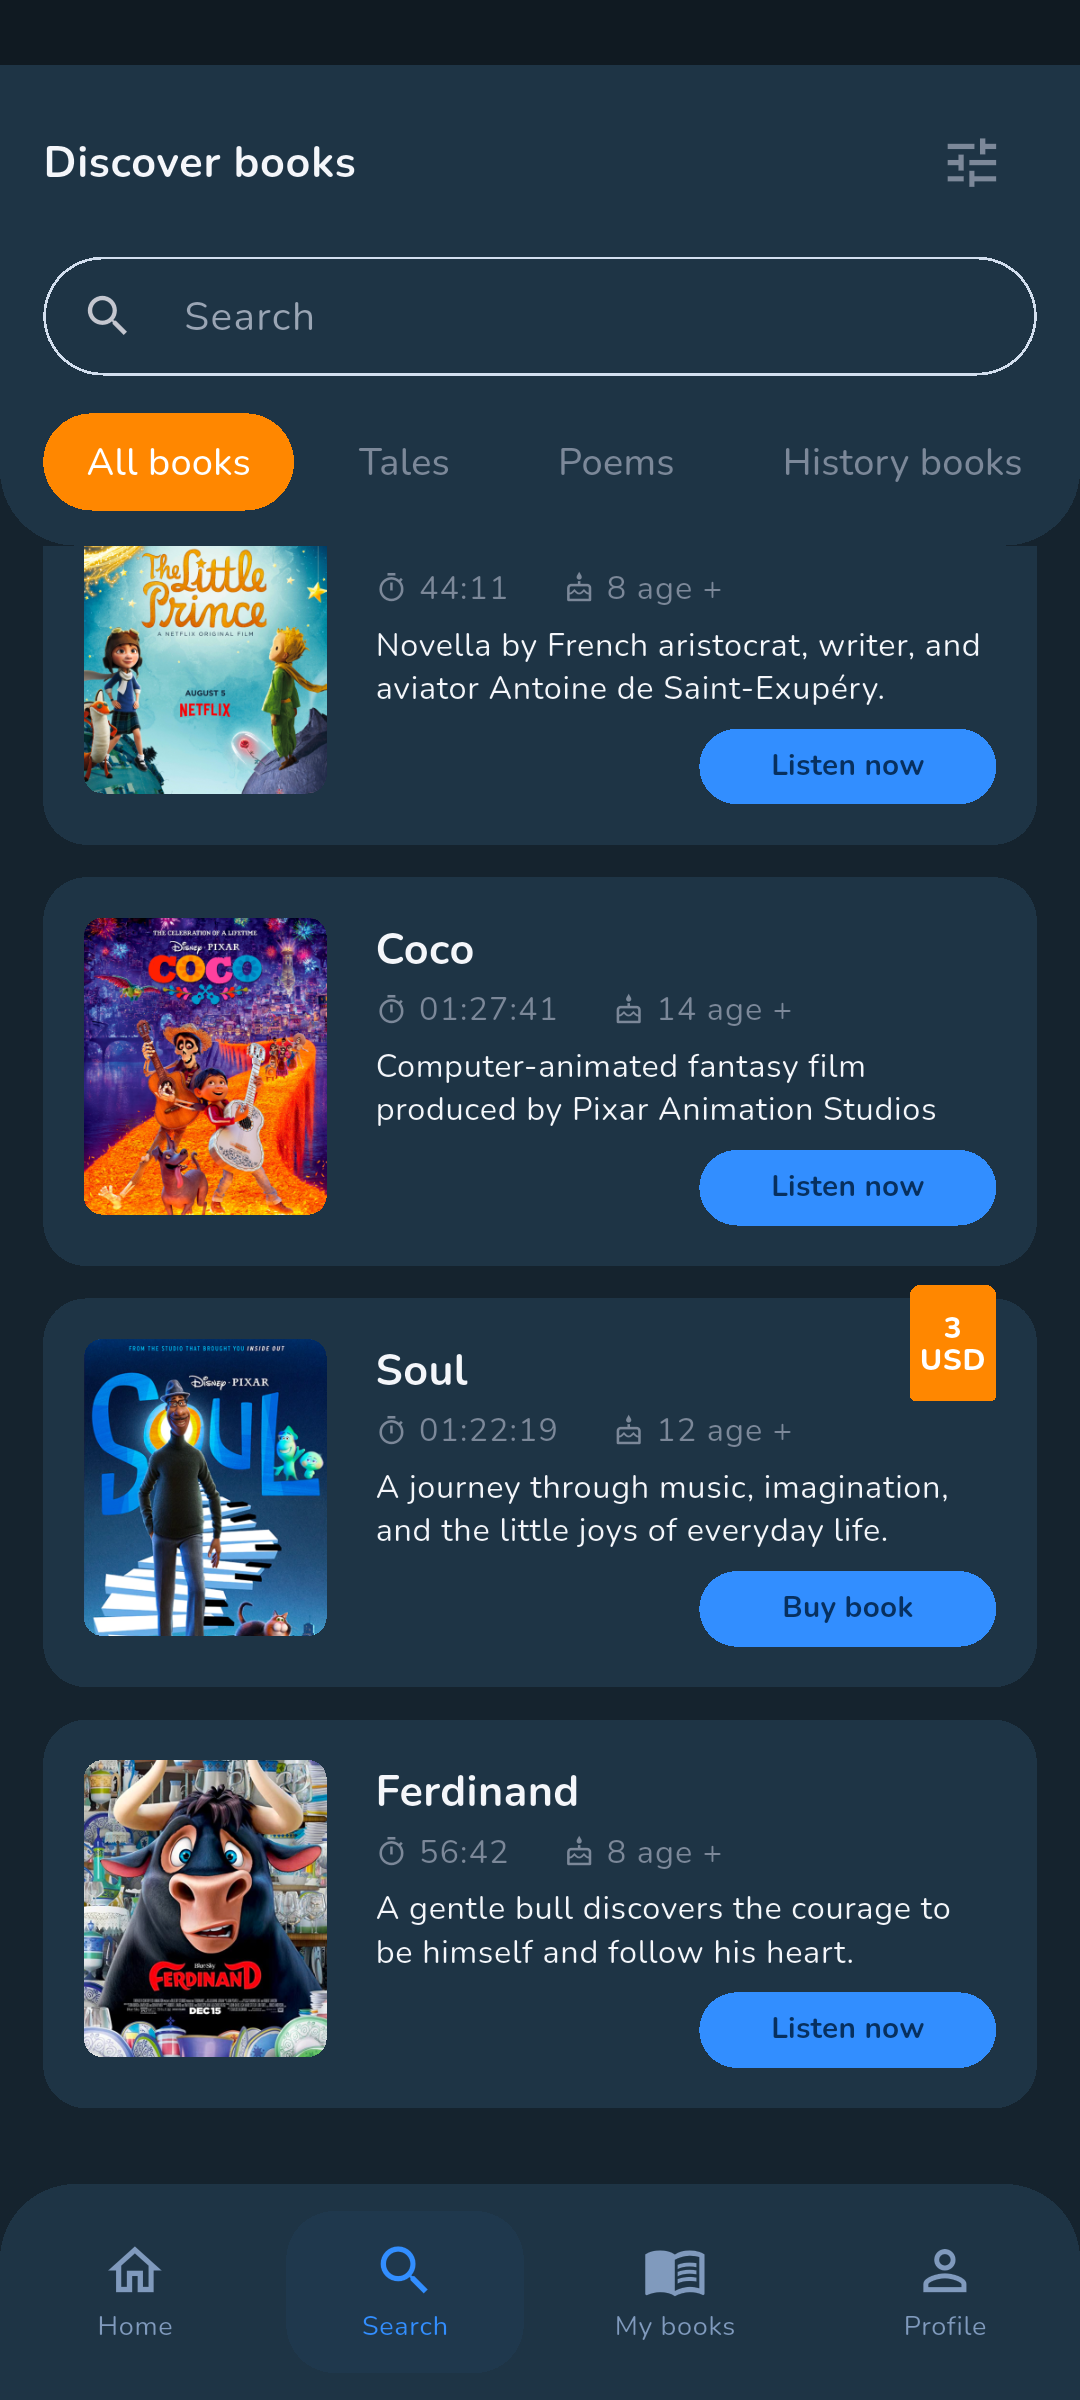 Discover books
Search
All books
Tales
Poems
History books
The Little
Prince
A NETFLIX ORIGINAL FILM
AUGUST 5
NETFLIX
44:11
8 age +
Novella by French aristocrat, writer, and
aviator Antoine de Saint-Exupéry.
Listen now
THE CELEBRATION OF A LIFETIME
Disney · PIXAR
COCO
Coco
01:27:41
14 age +
Computer-animated fantasy film
produced by Pixar Animation Studios
Listen now
3
USD
FROM THE STUDIO THAT BROUGHT YOU INSIDE OUT
Disney · PIXAR
SOUL
Soul
01:22:19
12 age +
A journey through music, imagination,
and the little joys of everyday life.
Buy book
FERDINAND
DEC 15
Ferdinand
56:42
8 age +
A gentle bull discovers the courage to
be himself and follow his heart.
Listen now
Home
Search
My books
Profile